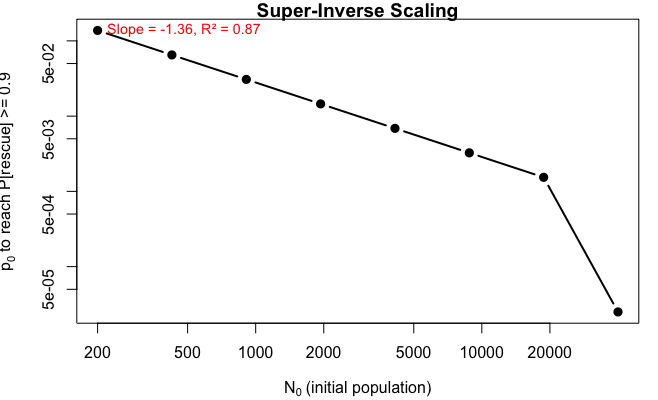 Super-Inverse Scaling
Slope = -1.36, R² = 0.87
p₀ to reach P[rescue] >= 0.9
5e-02
5e-03
5e-04
5e-05
200 500 1000 2000 5000 10000 20000
N₀ (initial population)